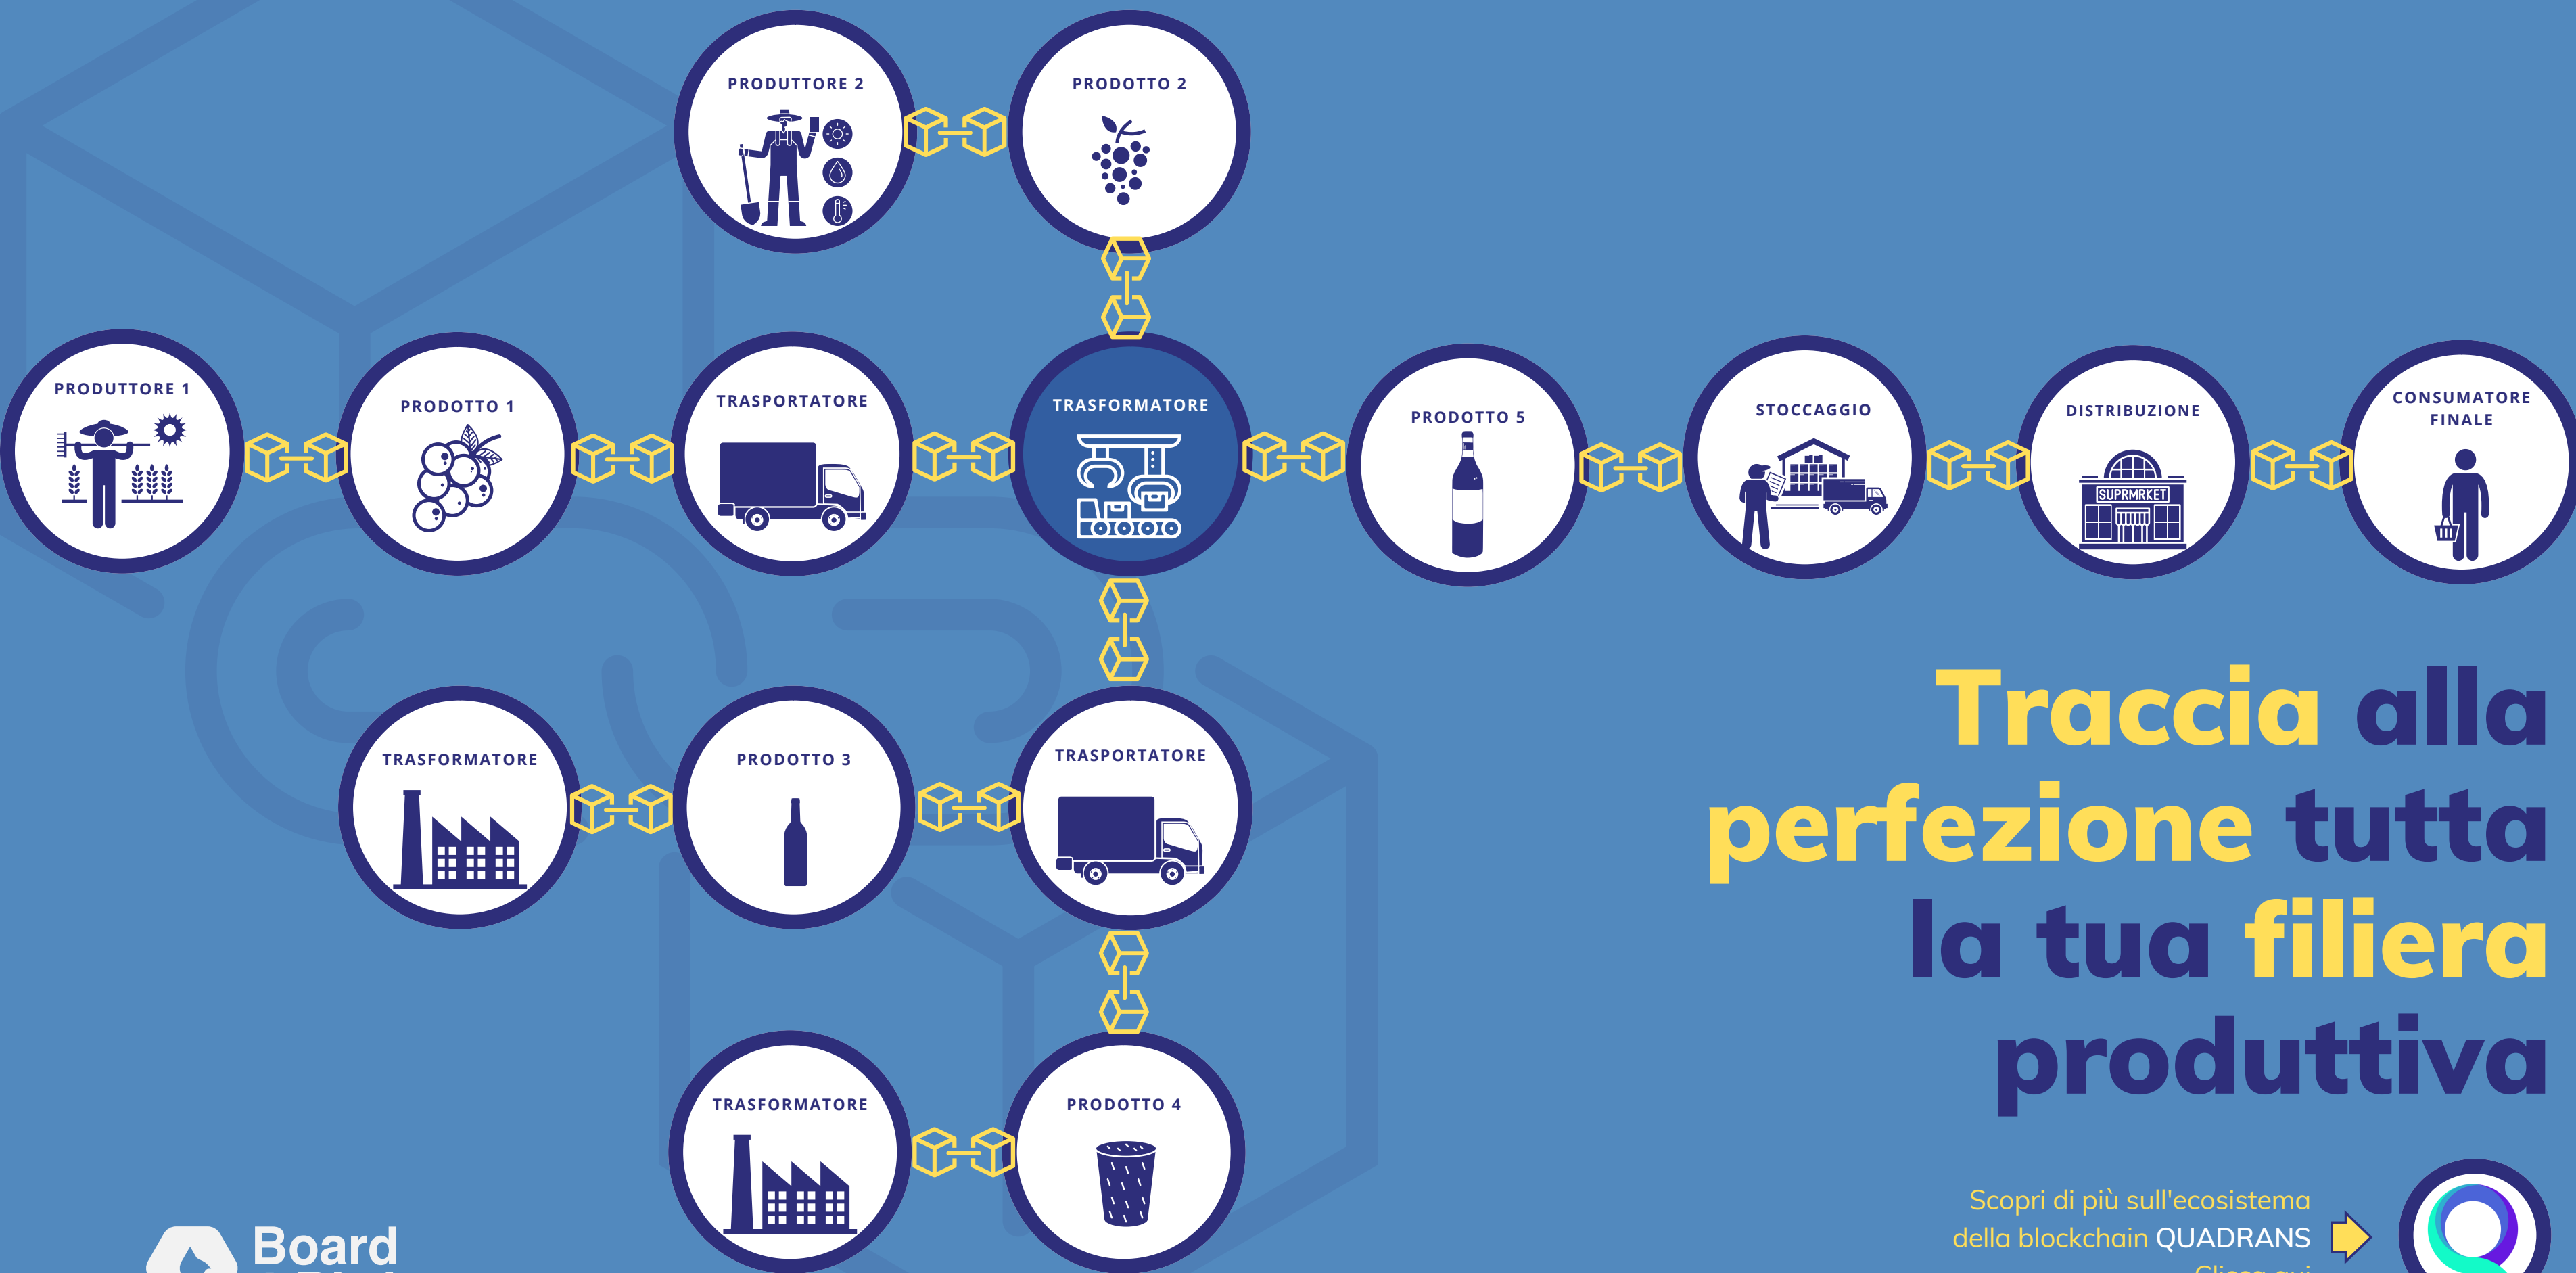 PRODUTTORE 2
PRODOTTO 2
PRODUTTORE 1
PRODOTTO 1
TRASPORTATORE
TRASFORMATORE
PRODOTTO 5
STOCCAGGIO
DISTRIBUZIONE
SUPRMRKET
CONSUMATORE
FINALE
TRASFORMATORE
PRODOTTO 3
TRASPORTATORE
TRASFORMATORE
PRODOTTO 4
Traccia alla
perfezione tutta
la tua filiera
produttiva
Scopri di più sull'ecosistema
della blockchain QUADRANS
Clicca qui
Board